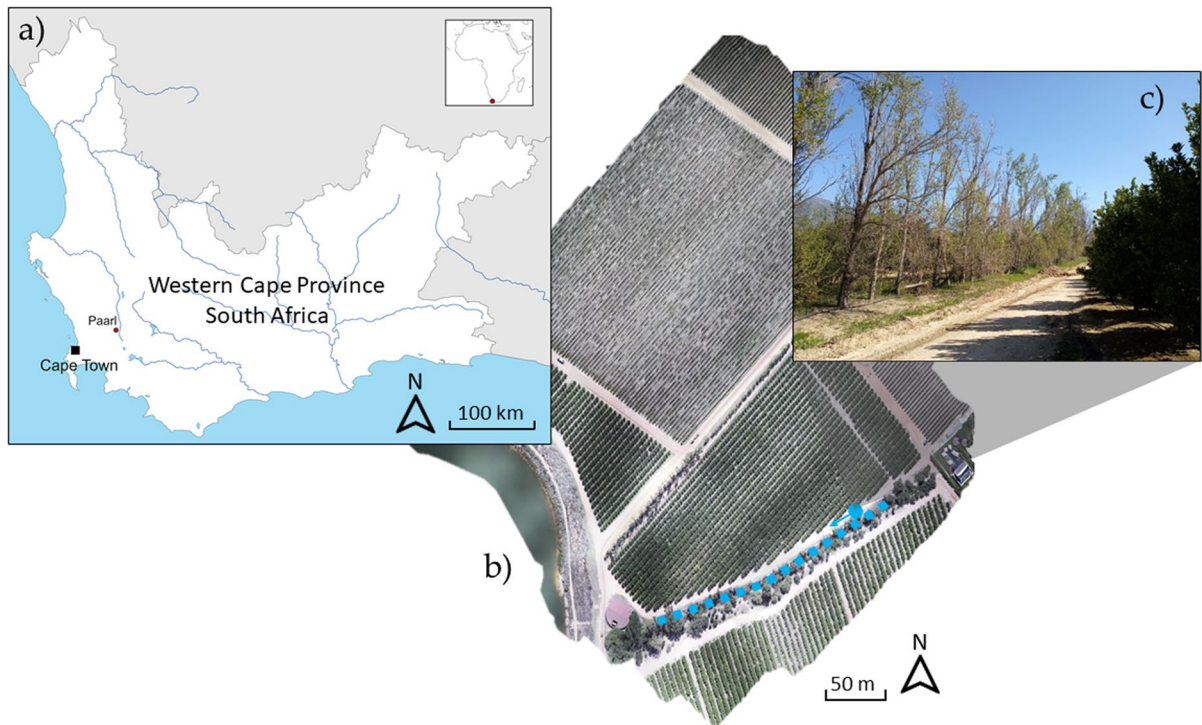 a)
Western Cape Province
South Africa
Paarl
Cape Town
N
100 km
b)
N
50 m
c)